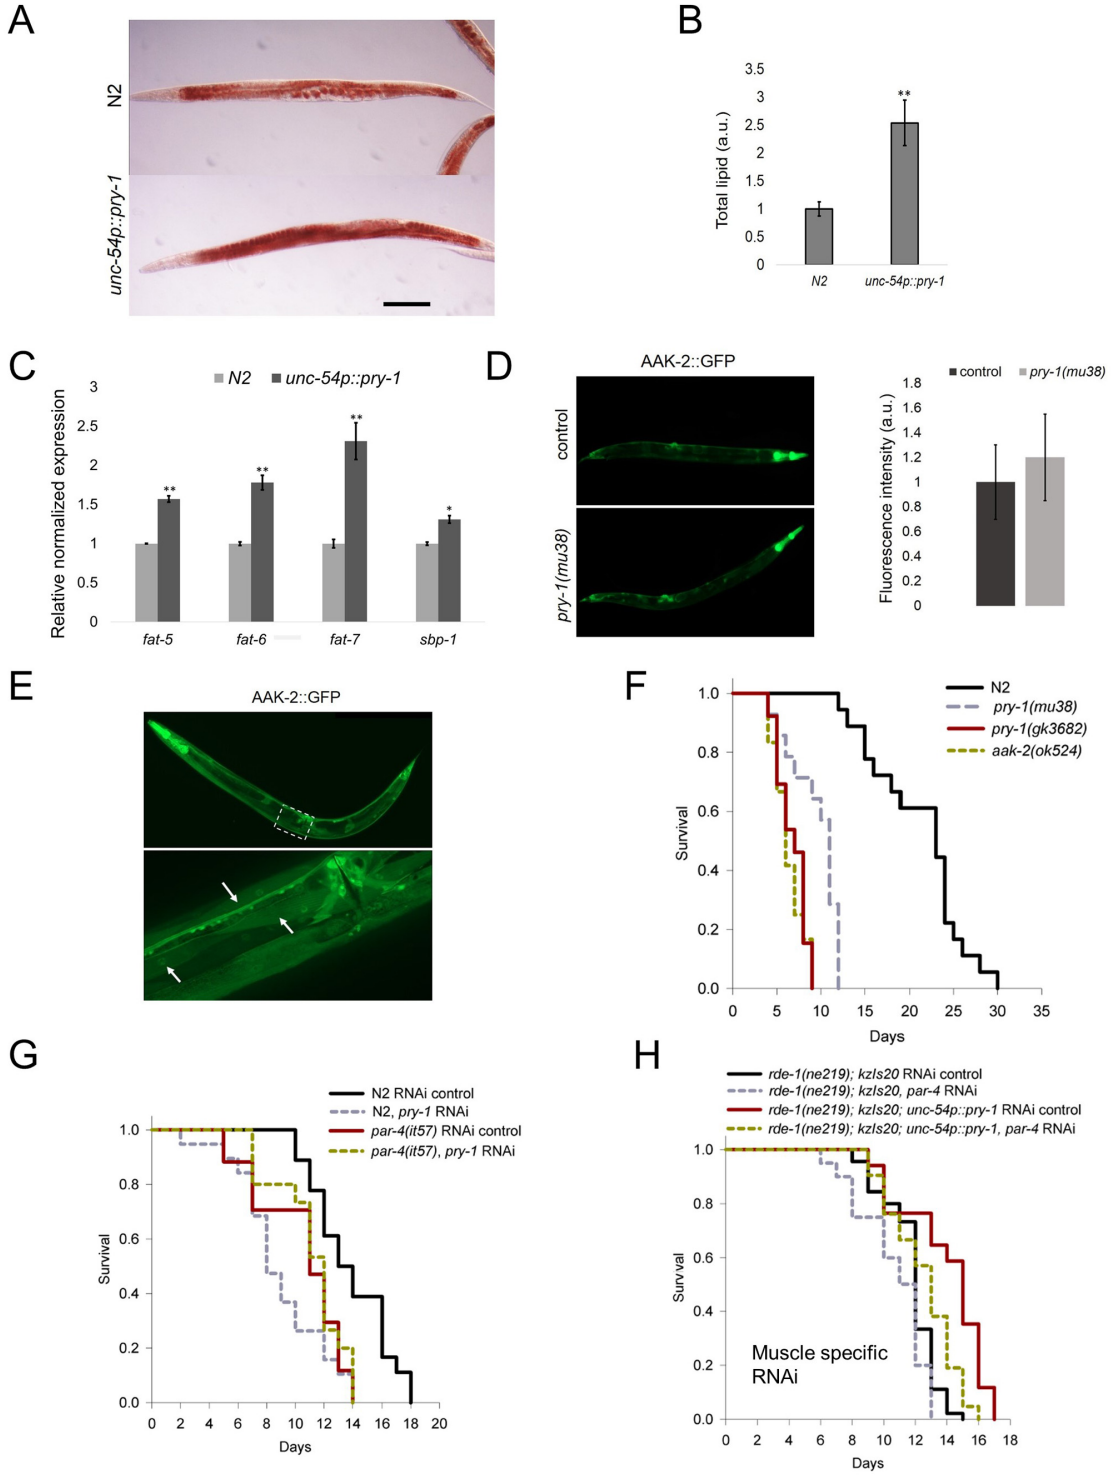 A
N2
unc-54p::pry-1
B
Total lipid (a.u.)
3.5
3
2.5
2
1.5
1
0.5
0
**
N2
unc-54p::pry-1
C
Relative normalized expression
N2
unc-54p::pry-1
3
2.5
2
1.5
1
0.5
0
**
**
**
*
fat-5
fat-6
fat-7
sbp-1
D
AAK-2::GFP
control
pry-1(mu38)
control
pry-1(mu38)
Fluorescence intensity (a.u.)
1.8
1.6
1.4
1.2
1
0.8
0.6
0.4
0.2
0
E
AAK-2::GFP
F
N2
pry-1(mu38)
pry-1(gk3682)
aak-2(ok524)
Survival
1.0
0.8
0.6
0.4
0.2
0.0
0 5 10 15 20 25 30 35
Days
G
N2 RNAi control
N2, pry-1 RNAi
par-4(it57) RNAi control
par-4(it57), pry-1 RNAi
Survival
1.0
0.8
0.6
0.4
0.2
0.0
0 2 4 6 8 10 12 14 16 18 20
Days
H
rde-1(ne219); kzIs20 RNAi control
rde-1(ne219); kzIs20, par-4 RNAi
rde-1(ne219); kzIs20; unc-54p::pry-1 RNAi control
rde-1(ne219); kzIs20; unc-54p::pry-1, par-4 RNAi
Survival
1.0
0.8
0.6
0.4
0.2
0.0
Muscle specific
RNAi
0 2 4 6 8 10 12 14 16 18
Days